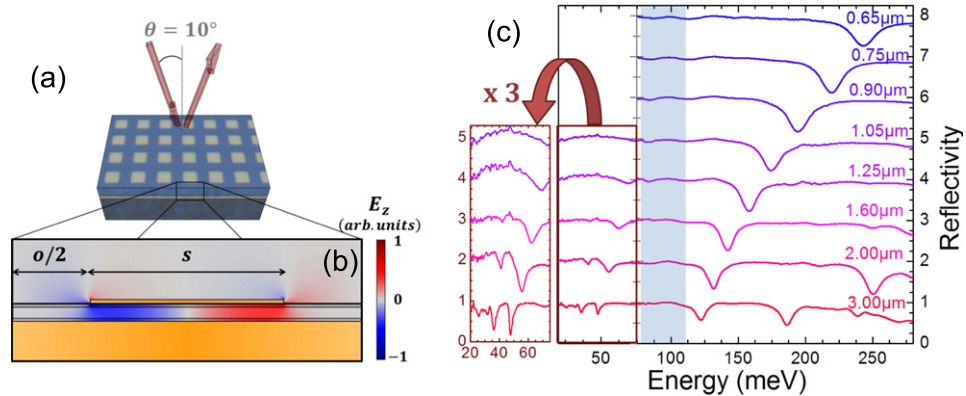 θ = 10°
(a)
E_z
(arb. units)
1
0
−1
o/2
s
(b)
(c)
x 3
5
4
3
2
1
0
20 40 60
8
7
6
5
4
3
2
1
0
50 100 150 200 250
0.65μm
0.75μm
0.90μm
1.05μm
1.25μm
1.60μm
2.00μm
3.00μm
Reflectivity
Energy (meV)